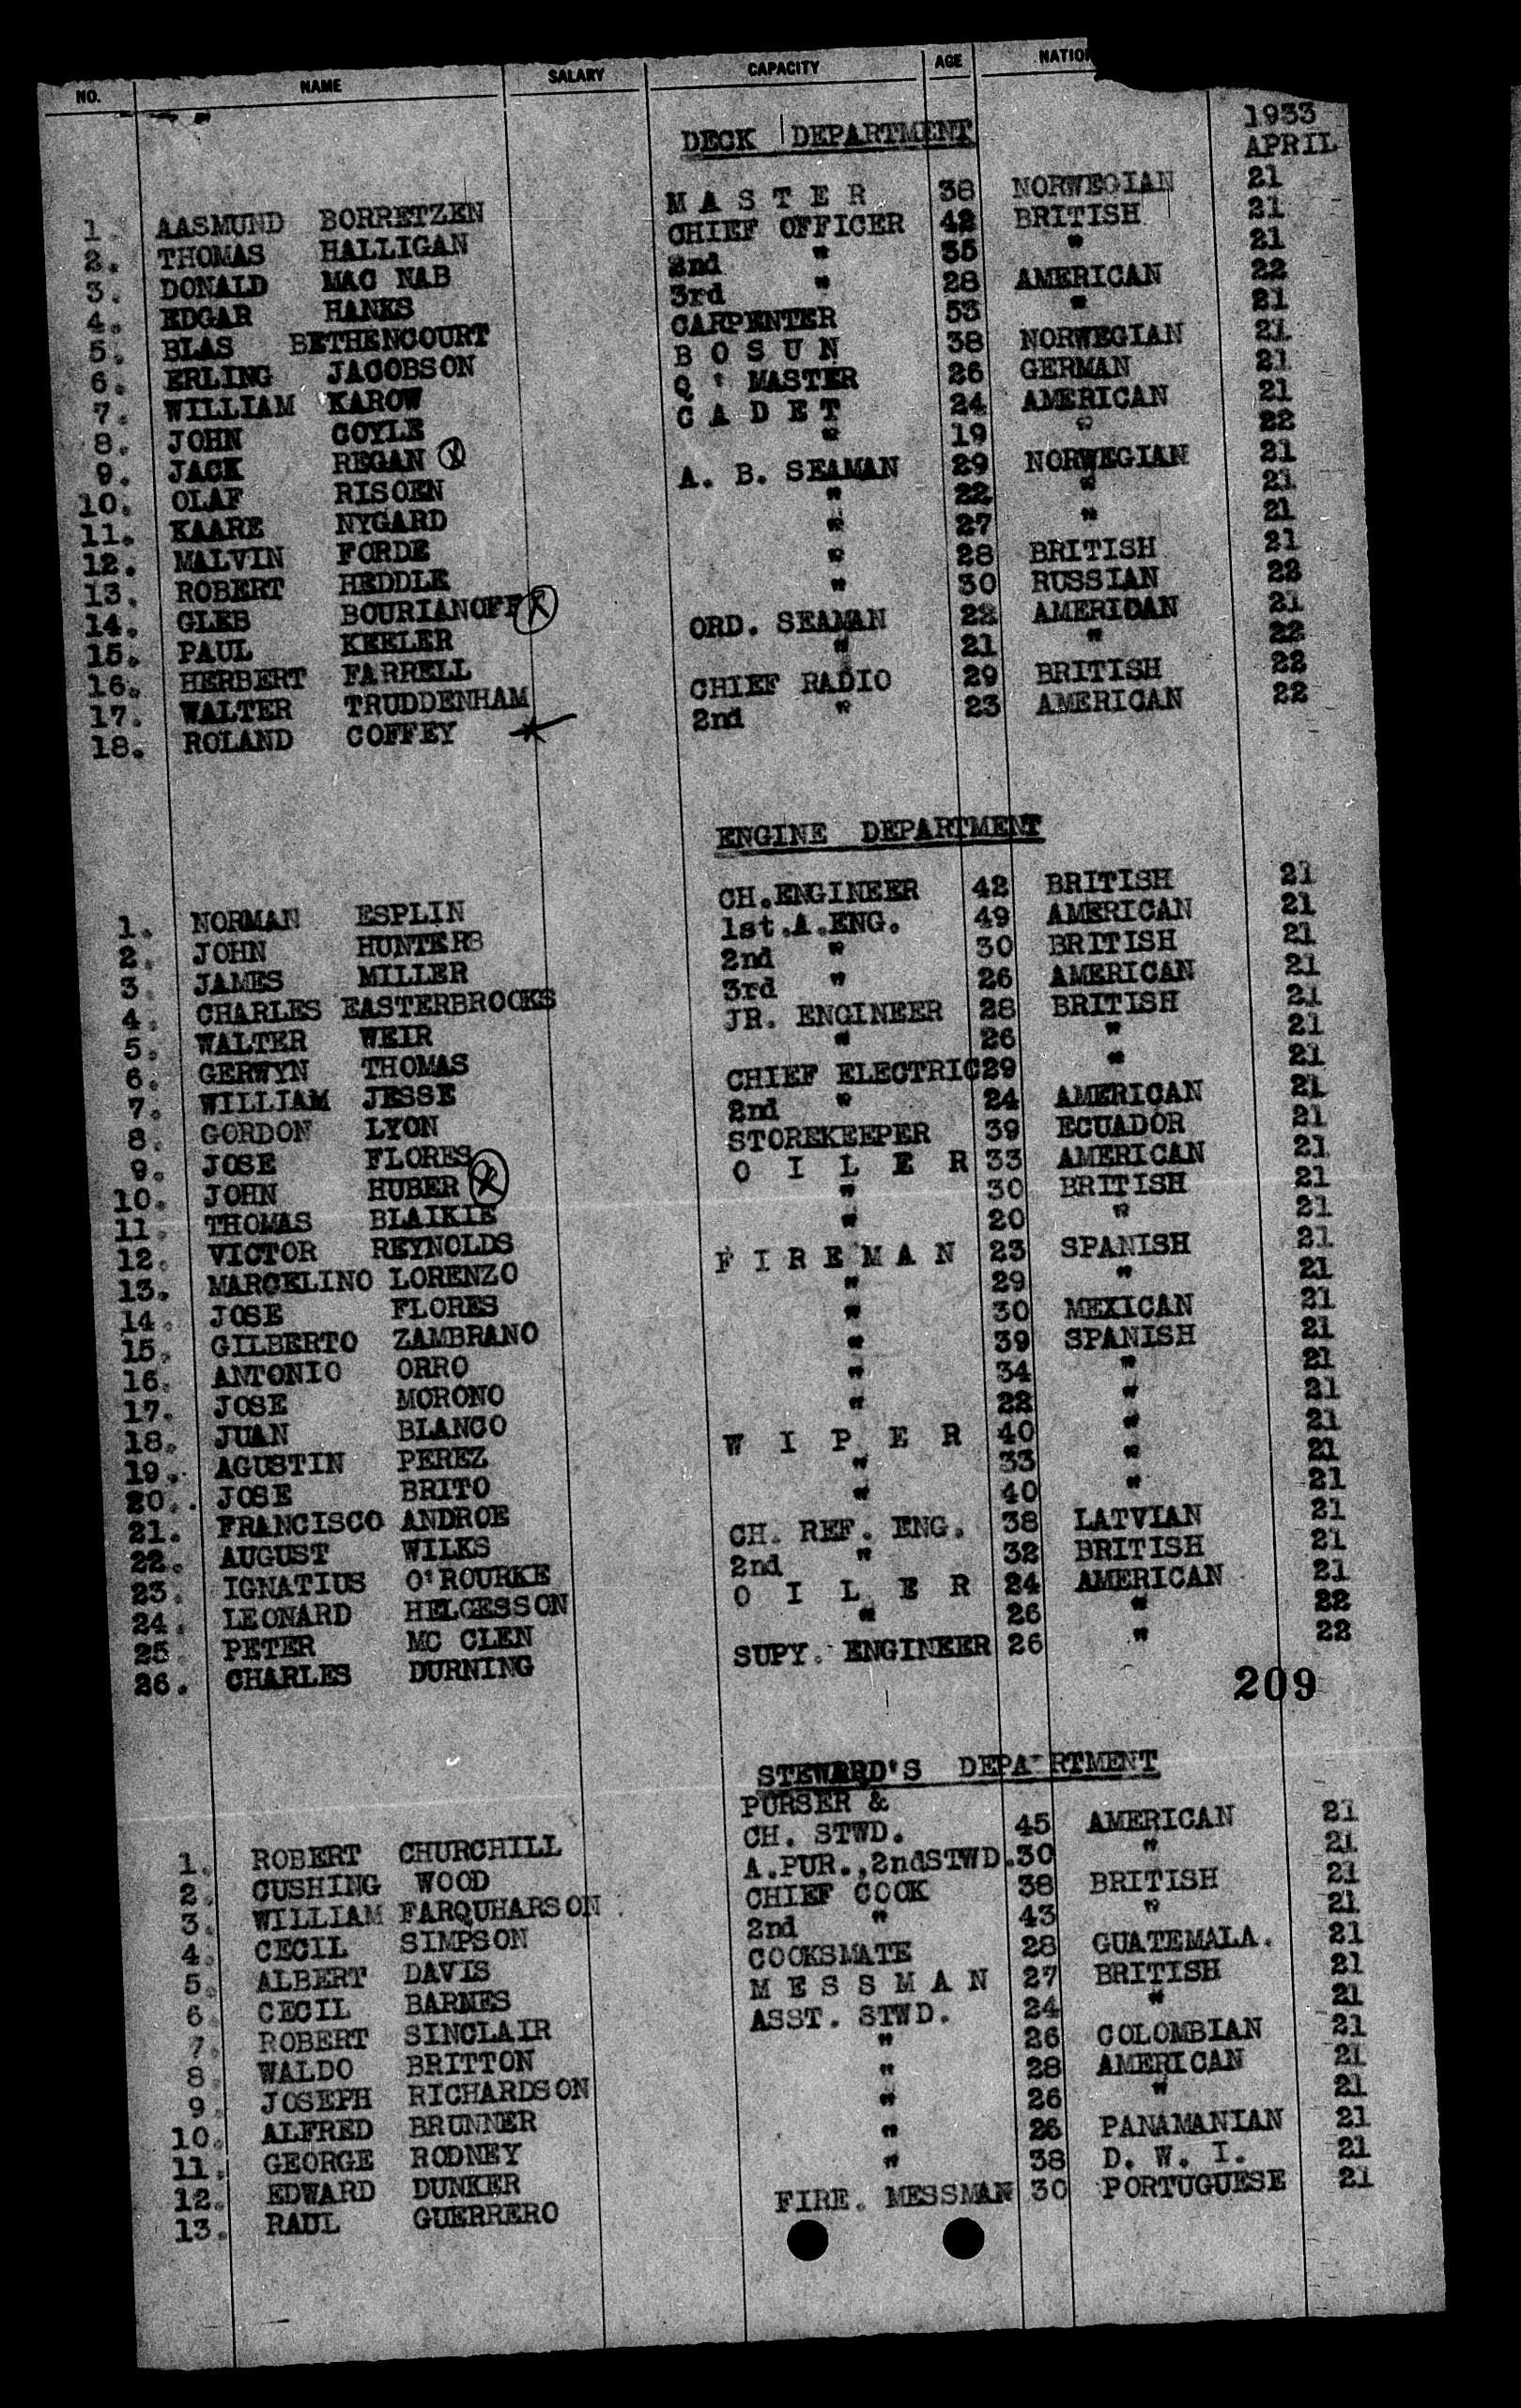 NO. NAME SALARY CAPACITY AGE
1933
DECK DEPARTMENT APRIL
1. AASMUND BORRETZEN M A S T E R 38 NORWEGIAN 21
2. THOMAS HALLIGAN CHIEF OFFICER 42 BRITISH 21
3. DONALD MAC NAB 2nd " 35 " 21
4. EDGAR HANKS 3rd " 28 AMERICAN 22
5. BLAS BETHENCOURT CARPENTER 53 " 21
6. ERLING JACOBSON B O S U N 38 NORWEGIAN 21
7. WILLIAM KAROW Q ' MASTER 26 GERMAN 21
8. JOHN COYLE C A D E T 24 AMERICAN 21
9. JACK REGAN " 19 " 22
10. OLAF RISOEN A. B. SEAMAN 29 NORWEGIAN 21
11. KAARE NYGARD " 22 " 21
12. MALVIN FORDE " 27 " 21
13. ROBERT HEDDLE " 28 BRITISH 21
14. GLEB BOURIANOFF " 30 RUSSIAN 22
15. PAUL KEELER ORD. SEAMAN 22 AMERICAN 21
16. HERBERT FARRELL " 21 " 22
17. WALTER TRUDDENHAM CHIEF RADIO 29 BRITISH 22
18. ROLAND COFFEY 2nd " 23 AMERICAN 22
ENGINE DEPARTMENT
1. NORMAN ESPLIN CH.ENGINEER 42 BRITISH 21
2. JOHN HUNTERS 1st.A.ENG. 49 AMERICAN 21
3. JAMES MILLER 2nd " 30 BRITISH 21
4. CHARLES EASTERBROOKS 3rd " 26 AMERICAN 21
5. WALTER WEIR JR. ENGINEER 28 BRITISH 21
6. GERWYN THOMAS " 26 " 21
7. WILLIAM JESSE CHIEF ELECTRIC 29 " 21
8. GORDON LYON 2nd " 24 AMERICAN 21
9. JOSE FLORES STOREKEEPER 39 ECUADOR 21
10. JOHN HUBER O I L E R 33 AMERICAN 21
11. THOMAS BLAIKIE " 30 BRITISH 21
12. VICTOR REYNOLDS " 20 " 21
13. MARCELINO LORENZO F I R E M A N 23 SPANISH 21
14. JOSE FLORES " 29 " 21
15. GILBERTO ZAMBRANO " 30 MEXICAN 21
16. ANTONIO ORRO " 39 SPANISH 21
17. JOSE MORONO " 34 " 21
18. JUAN BLANCO " 22 " 21
19. AGUSTIN PEREZ W I P E R 40 " 21
20. JOSE BRITO " 33 " 21
21. FRANCISCO ANDROE " 40 " 21
22. AUGUST WILKS CH. REF. ENG. 38 LATVIAN 21
23. IGNATIUS O'ROURKE 2nd " 32 BRITISH 21
24. LEONARD HELGESSON O I L E R 24 AMERICAN 21
25. PETER MC CLEN " 26 " 22
26. CHARLES DURNING SUPY. ENGINEER 26 " 22
209
STEWARD'S DEPARTMENT
PURSER &
1. ROBERT CHURCHILL CH. STWD. 45 AMERICAN 21
2. CUSHING WOOD A.PUR.,2ndSTWD. 30 " 21
3. WILLIAM FARQUHARSON CHIEF COOK 38 BRITISH 21
4. CECIL SIMPSON 2nd " 43 " 21
5. ALBERT DAVIS COOKSMATE 28 GUATEMALA. 21
6. CECIL BARNES M E S S M A N 27 BRITISH 21
7. ROBERT SINCLAIR ASST. STWD. 24 " 21
8. WALDO BRITTON " 26 COLOMBIAN 21
9. JOSEPH RICHARDSON " 28 AMERICAN 21
10. ALFRED BRUNNER " 26 " 21
11. GEORGE RODNEY " 26 PANAMANIAN 21
12. EDWARD DUNKER " 38 D. W. I. 21
13. RAUL GUERRERO FIRE. MESSMAN 30 PORTUGUESE 21